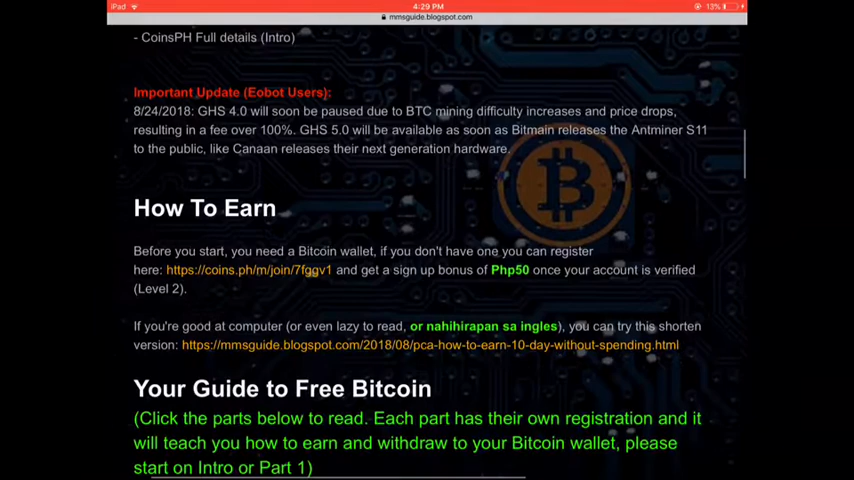 iPad
4:29 PM
13%
mmsguide.blogspot.com
- CoinsPH Full details (Intro)
Important Update (Eobot Users):
8/24/2018: GHS 4.0 will soon be paused due to BTC mining difficulty increases and price drops,
resulting in a fee over 100%. GHS 5.0 will be available as soon as Bitmain releases the Antminer S11
to the public, like Canaan releases their next generation hardware.
How To Earn
Before you start, you need a Bitcoin wallet, if you don't have one you can register
here: https://coins.ph/m/join/7fggv1 and get a sign up bonus of Php50 once your account is verified
(Level 2).
If you're good at computer (or even lazy to read, or nahihirapan sa ingles), you can try this shorten
version: https://mmsguide.blogspot.com/2018/08/pca-how-to-earn-10-day-without-spending.html
Your Guide to Free Bitcoin
(Click the parts below to read. Each part has their own registration and it
will teach you how to earn and withdraw to your Bitcoin wallet, please
start on Intro or Part 1)